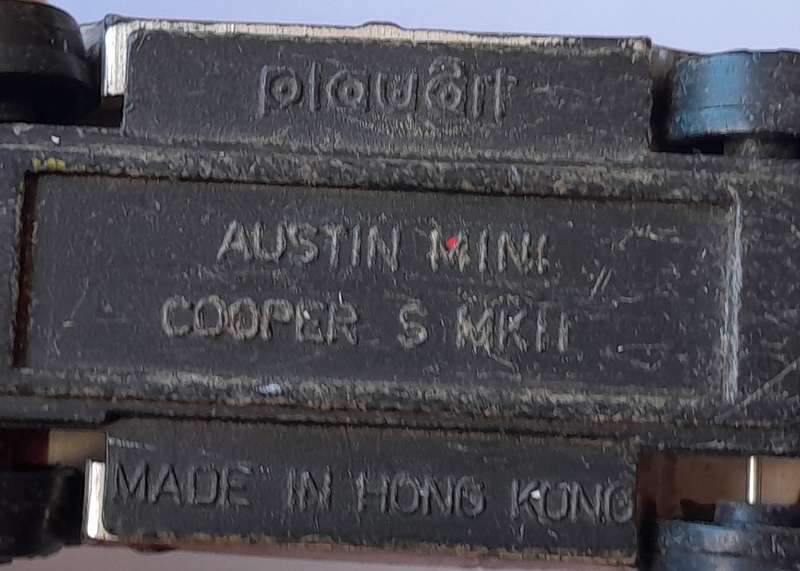 playart
AUSTIN MINI
COOPER S MKII
MADE IN HONG KONG